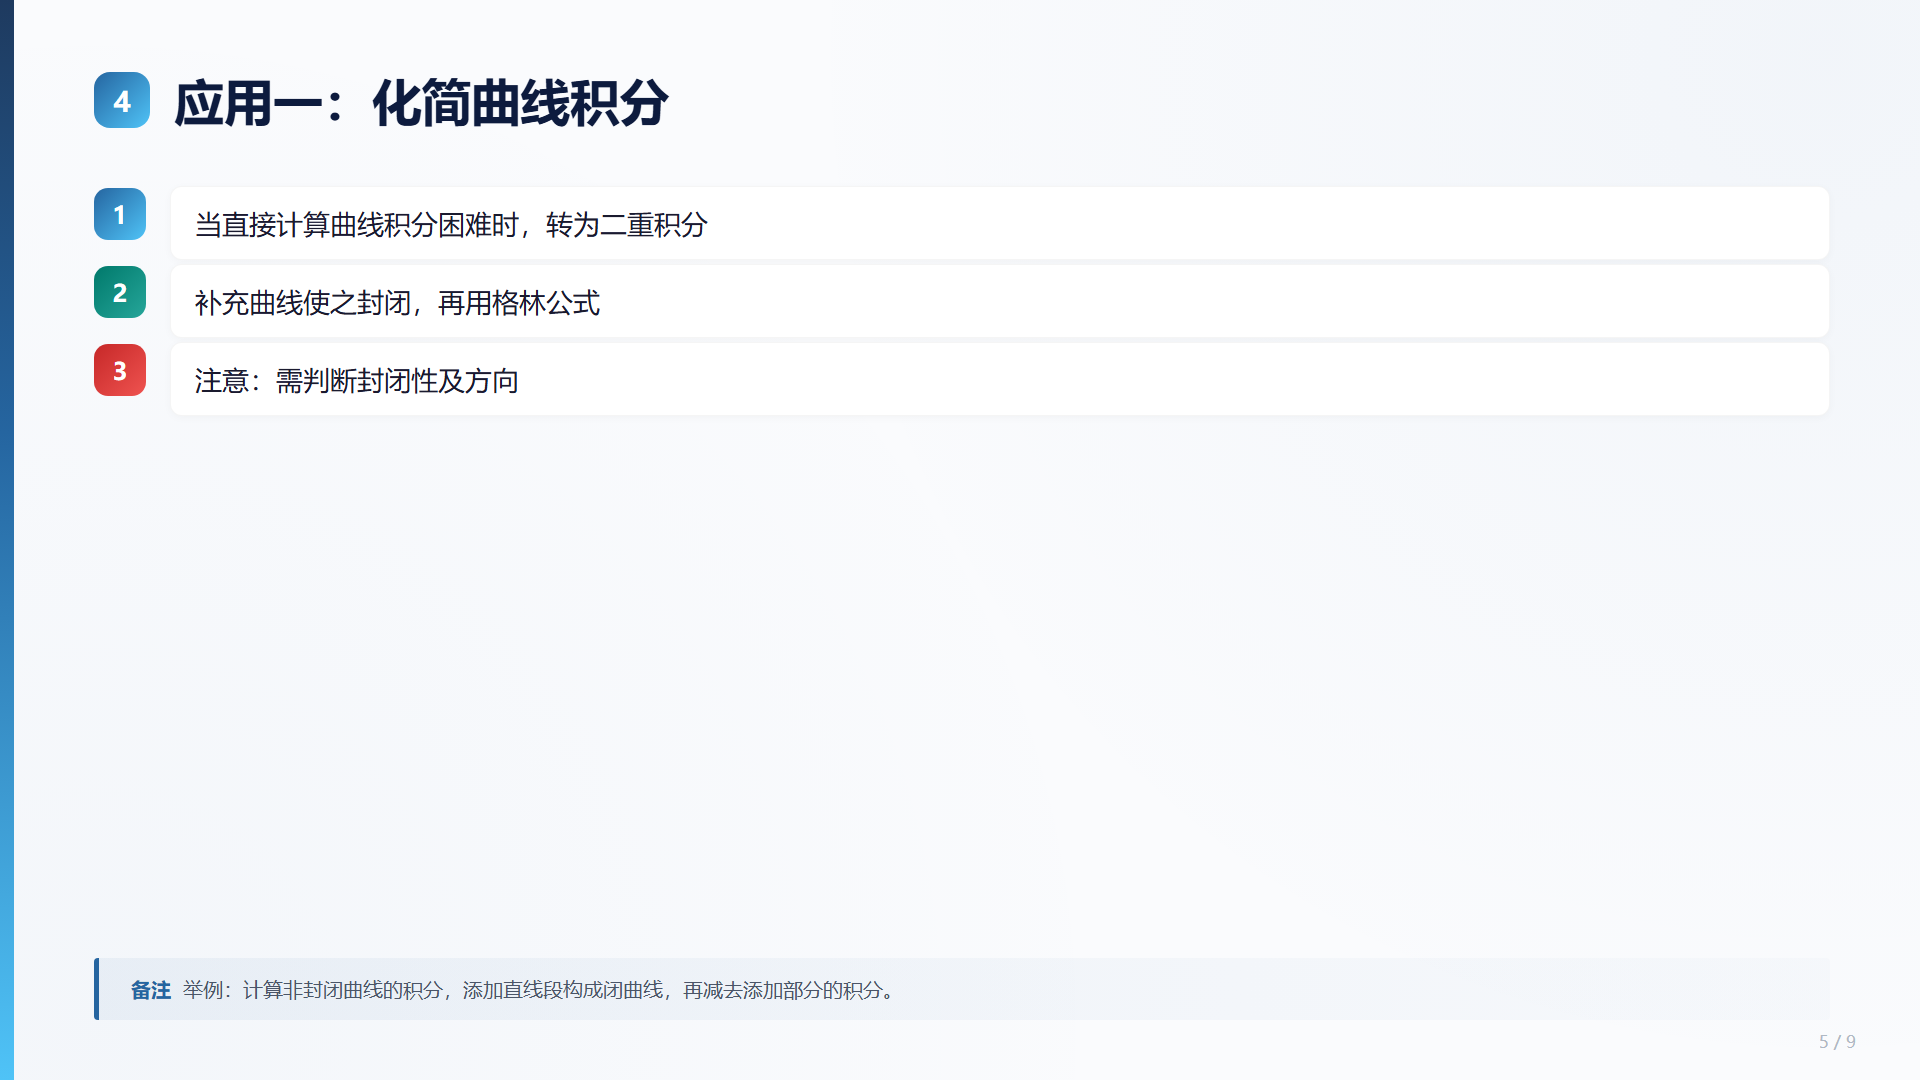 4 应用一：化简曲线积分
1 当直接计算曲线积分困难时，转为二重积分
2 补充曲线使之封闭，再用格林公式
3 注意：需判断封闭性及方向
备注 举例：计算非封闭曲线的积分，添加直线段构成闭曲线，再减去添加部分的积分。
5 / 9